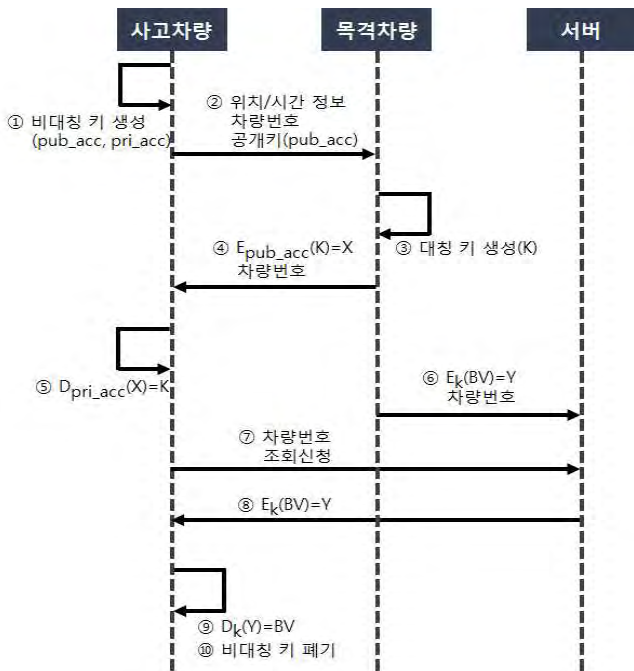 사고차량
목격차량
서버
① 비대칭 키 생성
(pub_acc, pri_acc)
② 위치/시간 정보
차량번호
공개키(pub_acc)
③ 대칭 키 생성(K)
④ Epub_acc(K)=X
차량번호
⑤ Dpri_acc(X)=K
⑥ Ek(BV)=Y
차량번호
⑦ 차량번호
조회신청
⑧ Ek(BV)=Y
⑨ Dk(Y)=BV
⑩ 비대칭 키 폐기